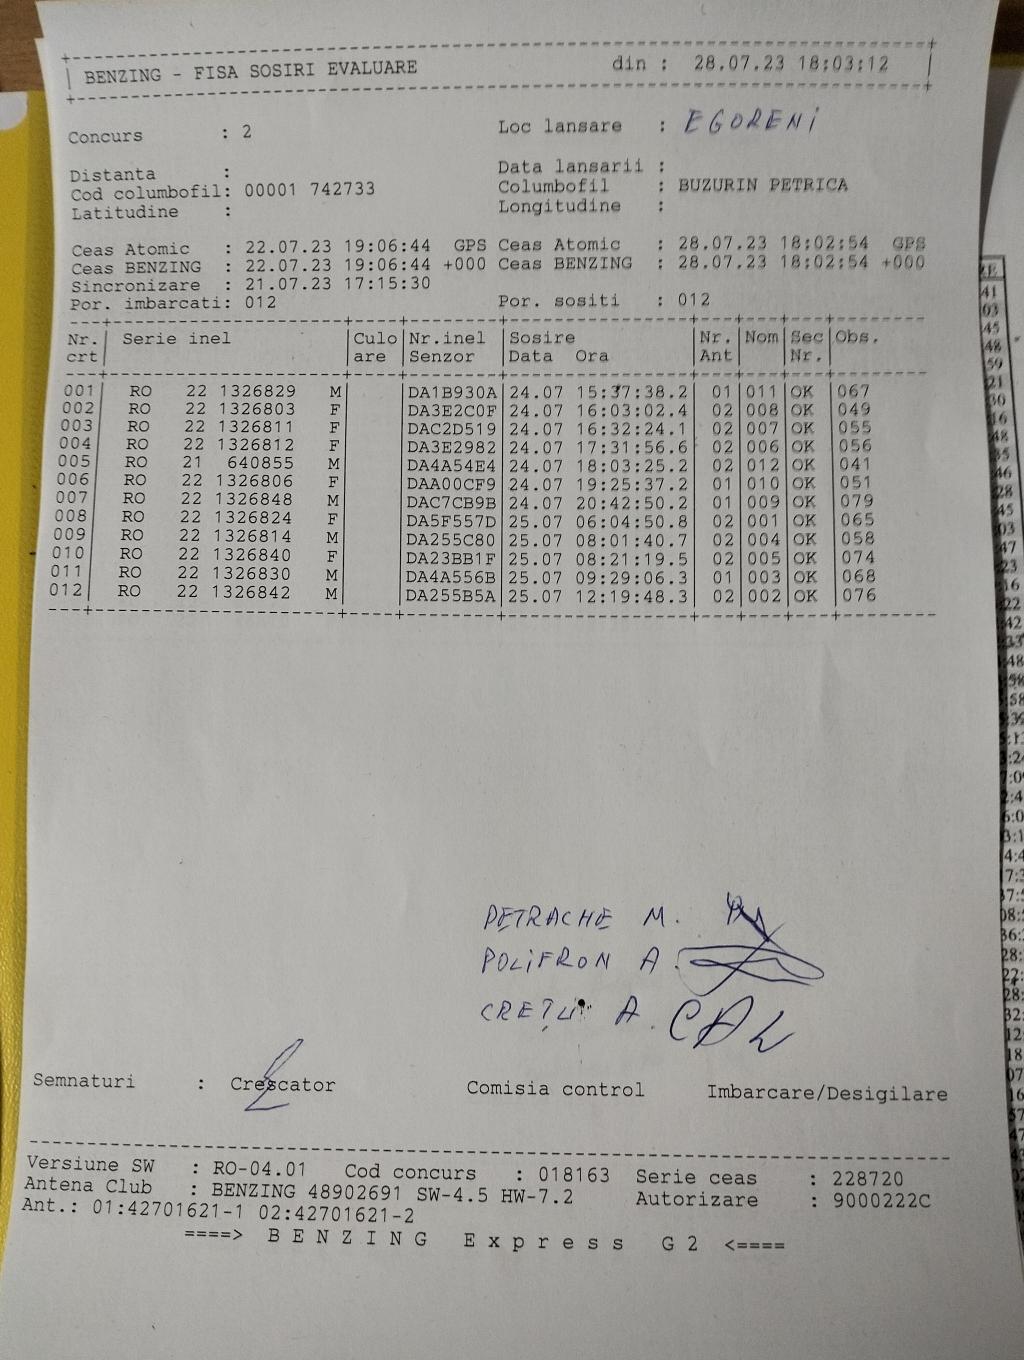 BENZING - FISA SOSIRI EVALUARE din : 28.07.23 18:03:12
Concurs : 2 Loc lansare : EGORENI
Distanta : Data lansarii :
Cod columbofil: 00001 742733 Columbofil : BUZURIN PETRICA
Latitudine : Longitudine :
Ceas Atomic : 22.07.23 19:06:44 GPS Ceas Atomic : 28.07.23 18:02:54 GPS
Ceas BENZING : 22.07.23 19:06:44 +000 Ceas BENZING : 28.07.23 18:02:54 +000
Sincronizare : 21.07.23 17:15:30
Por. imbarcati: 012 Por. sositi : 012
Nr. Serie inel Culo Nr.inel Sosire Nr. Nom Sec Obs.
crt are Senzor Data Ora Ant Nr.
001 RO 22 1326829 M DA1B930A 24.07 15:37:38.2 01 011 OK 067
002 RO 22 1326803 F DA3E2C0F 24.07 16:03:02.4 02 008 OK 049
003 RO 22 1326811 F DAC2D519 24.07 16:32:24.1 02 007 OK 055
004 RO 22 1326812 F DA3E2982 24.07 17:31:56.6 02 006 OK 056
005 RO 21 640855 M DA4A54E4 24.07 18:03:25.2 02 012 OK 041
006 RO 22 1326806 F DAA00CF9 24.07 19:25:37.2 01 010 OK 051
007 RO 22 1326848 M DAC7CB9B 24.07 20:42:50.2 01 009 OK 079
008 RO 22 1326824 F DA5F557D 25.07 06:04:50.8 02 001 OK 065
009 RO 22 1326814 M DA255C80 25.07 08:01:40.7 02 004 OK 058
010 RO 22 1326840 F DA23BB1F 25.07 08:21:19.5 02 005 OK 074
011 RO 22 1326830 M DA4A556B 25.07 09:29:06.3 01 003 OK 068
012 RO 22 1326842 M DA255B5A 25.07 12:19:48.3 02 002 OK 076
PETRACHE M.
POLIFRON A.
CREȚU A.
Semnaturi : Crescator Comisia control Imbarcare/Desigilare
Versiune SW : RO-04.01 Cod concurs : 018163 Serie ceas : 228720
Antena Club : BENZING 48902691 SW-4.5 HW-7.2 Autorizare : 9000222C
Ant.: 01:42701621-1 02:42701621-2
====> B E N Z I N G E x p r e s s G 2 <====